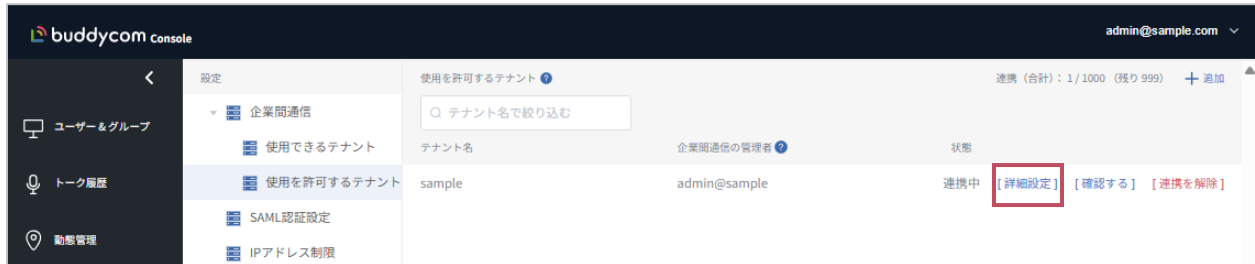 buddycom Console
admin@sample.com
設定
使用を許可するテナント ?
連携（合計）: 1 / 1000 （残り 999） + 追加
企業間通信
テナント名で絞り込む
ユーザー＆グループ
使用できるテナント
テナント名 企業間通信の管理者 ? 状態
トーク履歴
使用を許可するテナント
sample admin@sample 連携中 [ 詳細設定 ] [ 確認する ] [ 連携を解除 ]
SAML認証設定
動態管理
IPアドレス制限